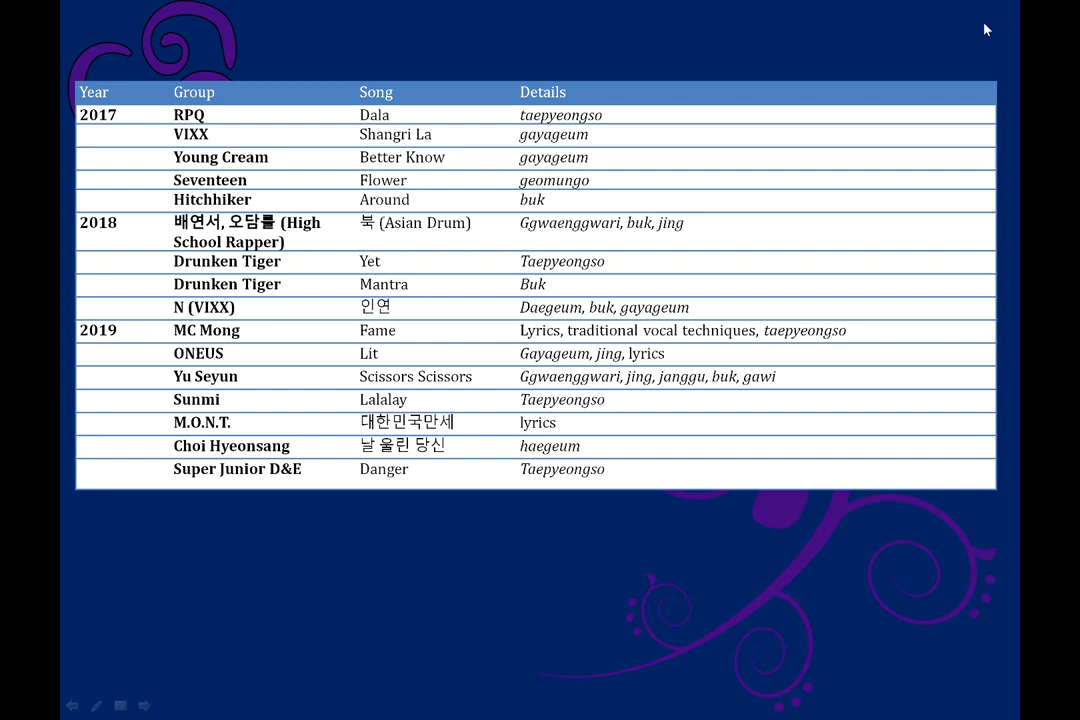 Year Group Song Details
2017 RPQ Dala taepyeongso
VIXX Shangri La gayageum
Young Cream Better Know gayageum
Seventeen Flower geomungo
Hitchhiker Around buk
2018 배연서, 오담률 (High 북 (Asian Drum) Ggwaenggwari, buk, jing
School Rapper)
Drunken Tiger Yet Taepyeongso
Drunken Tiger Mantra Buk
N (VIXX) 인연 Daegeum, buk, gayageum
2019 MC Mong Fame Lyrics, traditional vocal techniques, taepyeongso
ONEUS Lit Gayageum, jing, lyrics
Yu Seyun Scissors Scissors Ggwaenggwari, jing, janggu, buk, gawi
Sunmi Lalalay Taepyeongso
M.O.N.T. 대한민국만세 lyrics
Choi Hyeonsang 날 울린 당신 haegeum
Super Junior D&E Danger Taepyeongso